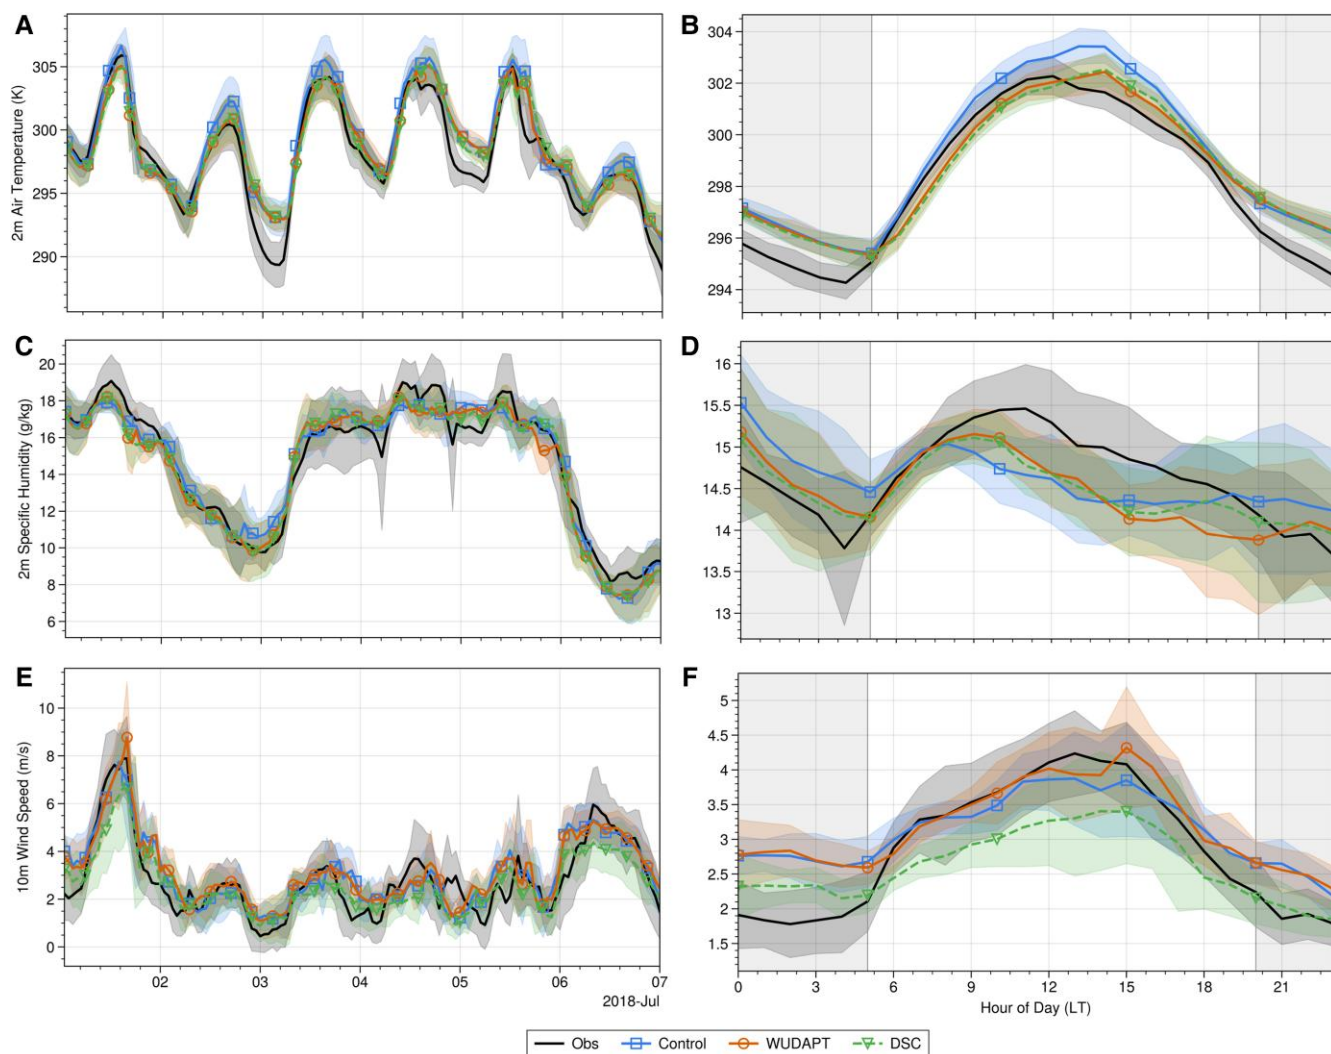 A
305
300
295
290
2m Air Temperature (K)
B
304
302
300
298
296
294
C
20
18
16
14
12
10
8
6
2m Specific Humidity (g/kg)
D
16
15.5
15
14.5
14
13.5
13
E
10
8
6
4
2
0
10m Wind Speed (m/s)
02 03 04 05 06 07
2018-Jul
F
5
4.5
4
3.5
3
2.5
2
1.5
0 3 6 9 12 15 18 21
Hour of Day (LT)
Obs Control WUDAPT DSC